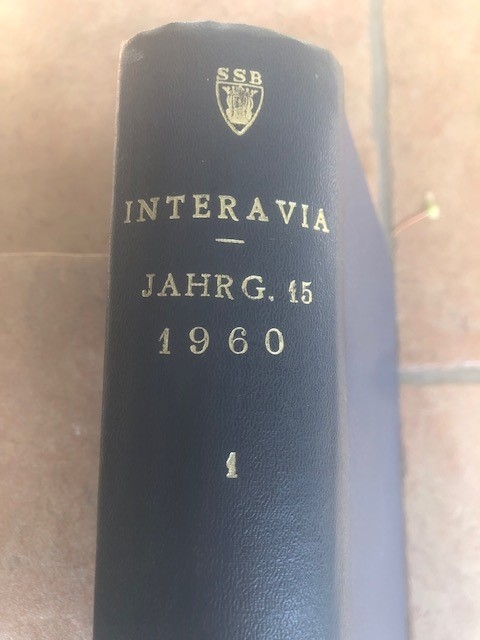 SSB
INTERAVIA
JAHRG. 15
1960
1